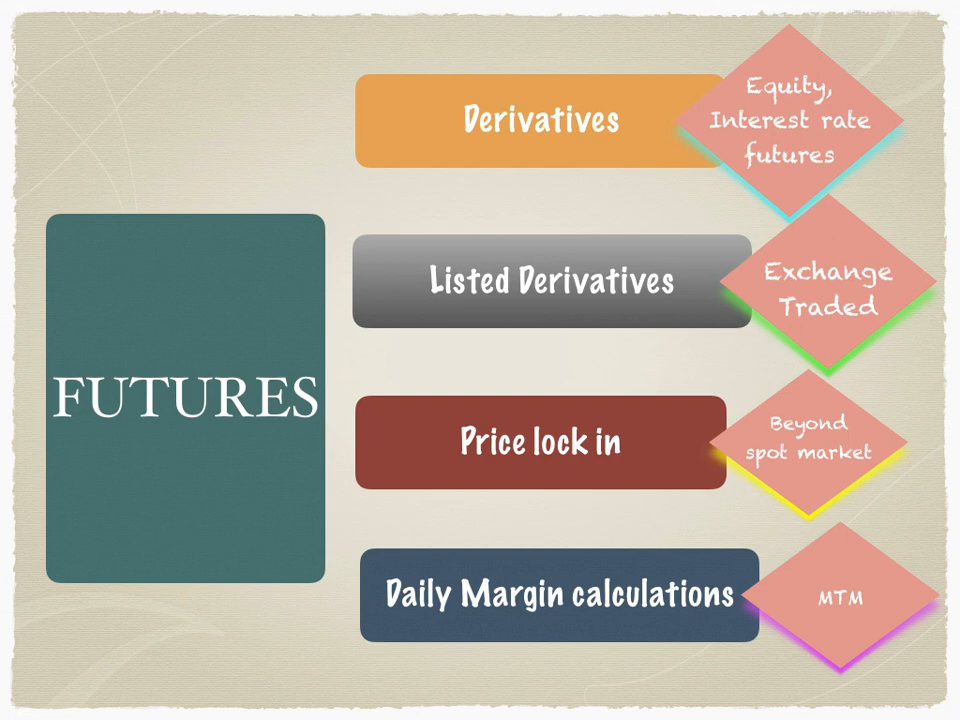 FUTURES
Derivatives
Equity,
Interest rate
futures
Listed Derivatives
Exchange
Traded
Price lock in
Beyond
spot market
Daily Margin calculations
MTM